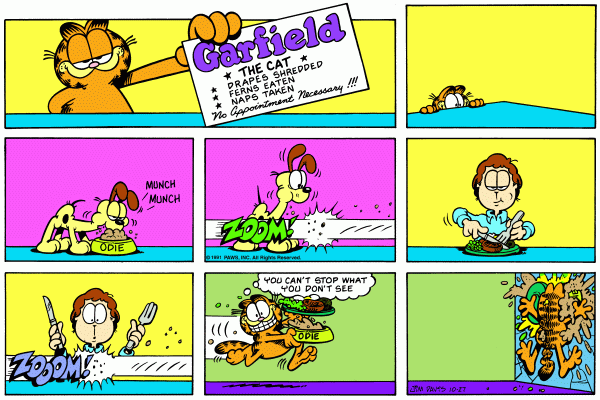 Garfield
★ THE CAT ★
★ DRAPES SHREDDED
★ FERNS EATEN
★ NAPS TAKEN
No Appointment Necessary!!!
MUNCH
MUNCH
ODIE
ZOOM!
© 1991 PAWS, INC. All Rights Reserved.
ZOOOM!
YOU CAN'T STOP WHAT
YOU DON'T SEE
ODIE
JIM DAVIS 10-27